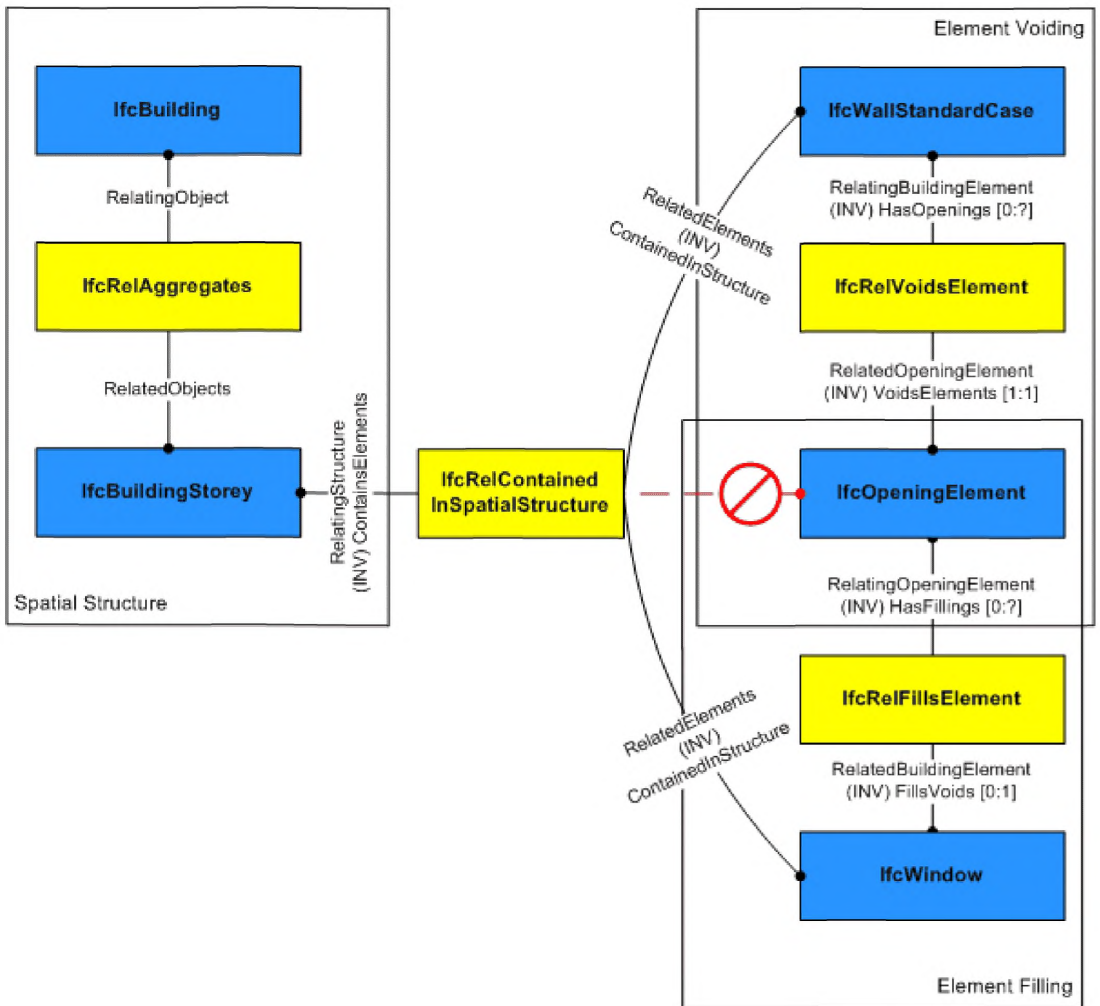 IfcBuilding
RelatingObject
IfcRelAggregates
RelatedObjects
IfcBuildingStorey
Spatial Structure
RelatingStructure
(INV) ContainsElements
IfcRelContained
InSpatialStructure
RelatedElements
(INV)
ContainedInStructure
RelatedElements
(INV)
ContainedInStructure
Element Voiding
IfcWallStandardCase
RelatingBuildingElement
(INV) HasOpenings [0:?]
IfcRelVoidsElement
RelatedOpeningElement
(INV) VoidsElements [1:1]
IfcOpeningElement
RelatingOpeningElement
(INV) HasFillings [0:?]
IfcRelFillsElement
RelatedBuildingElement
(INV) FillsVoids [0:1]
IfcWindow
Element Filling